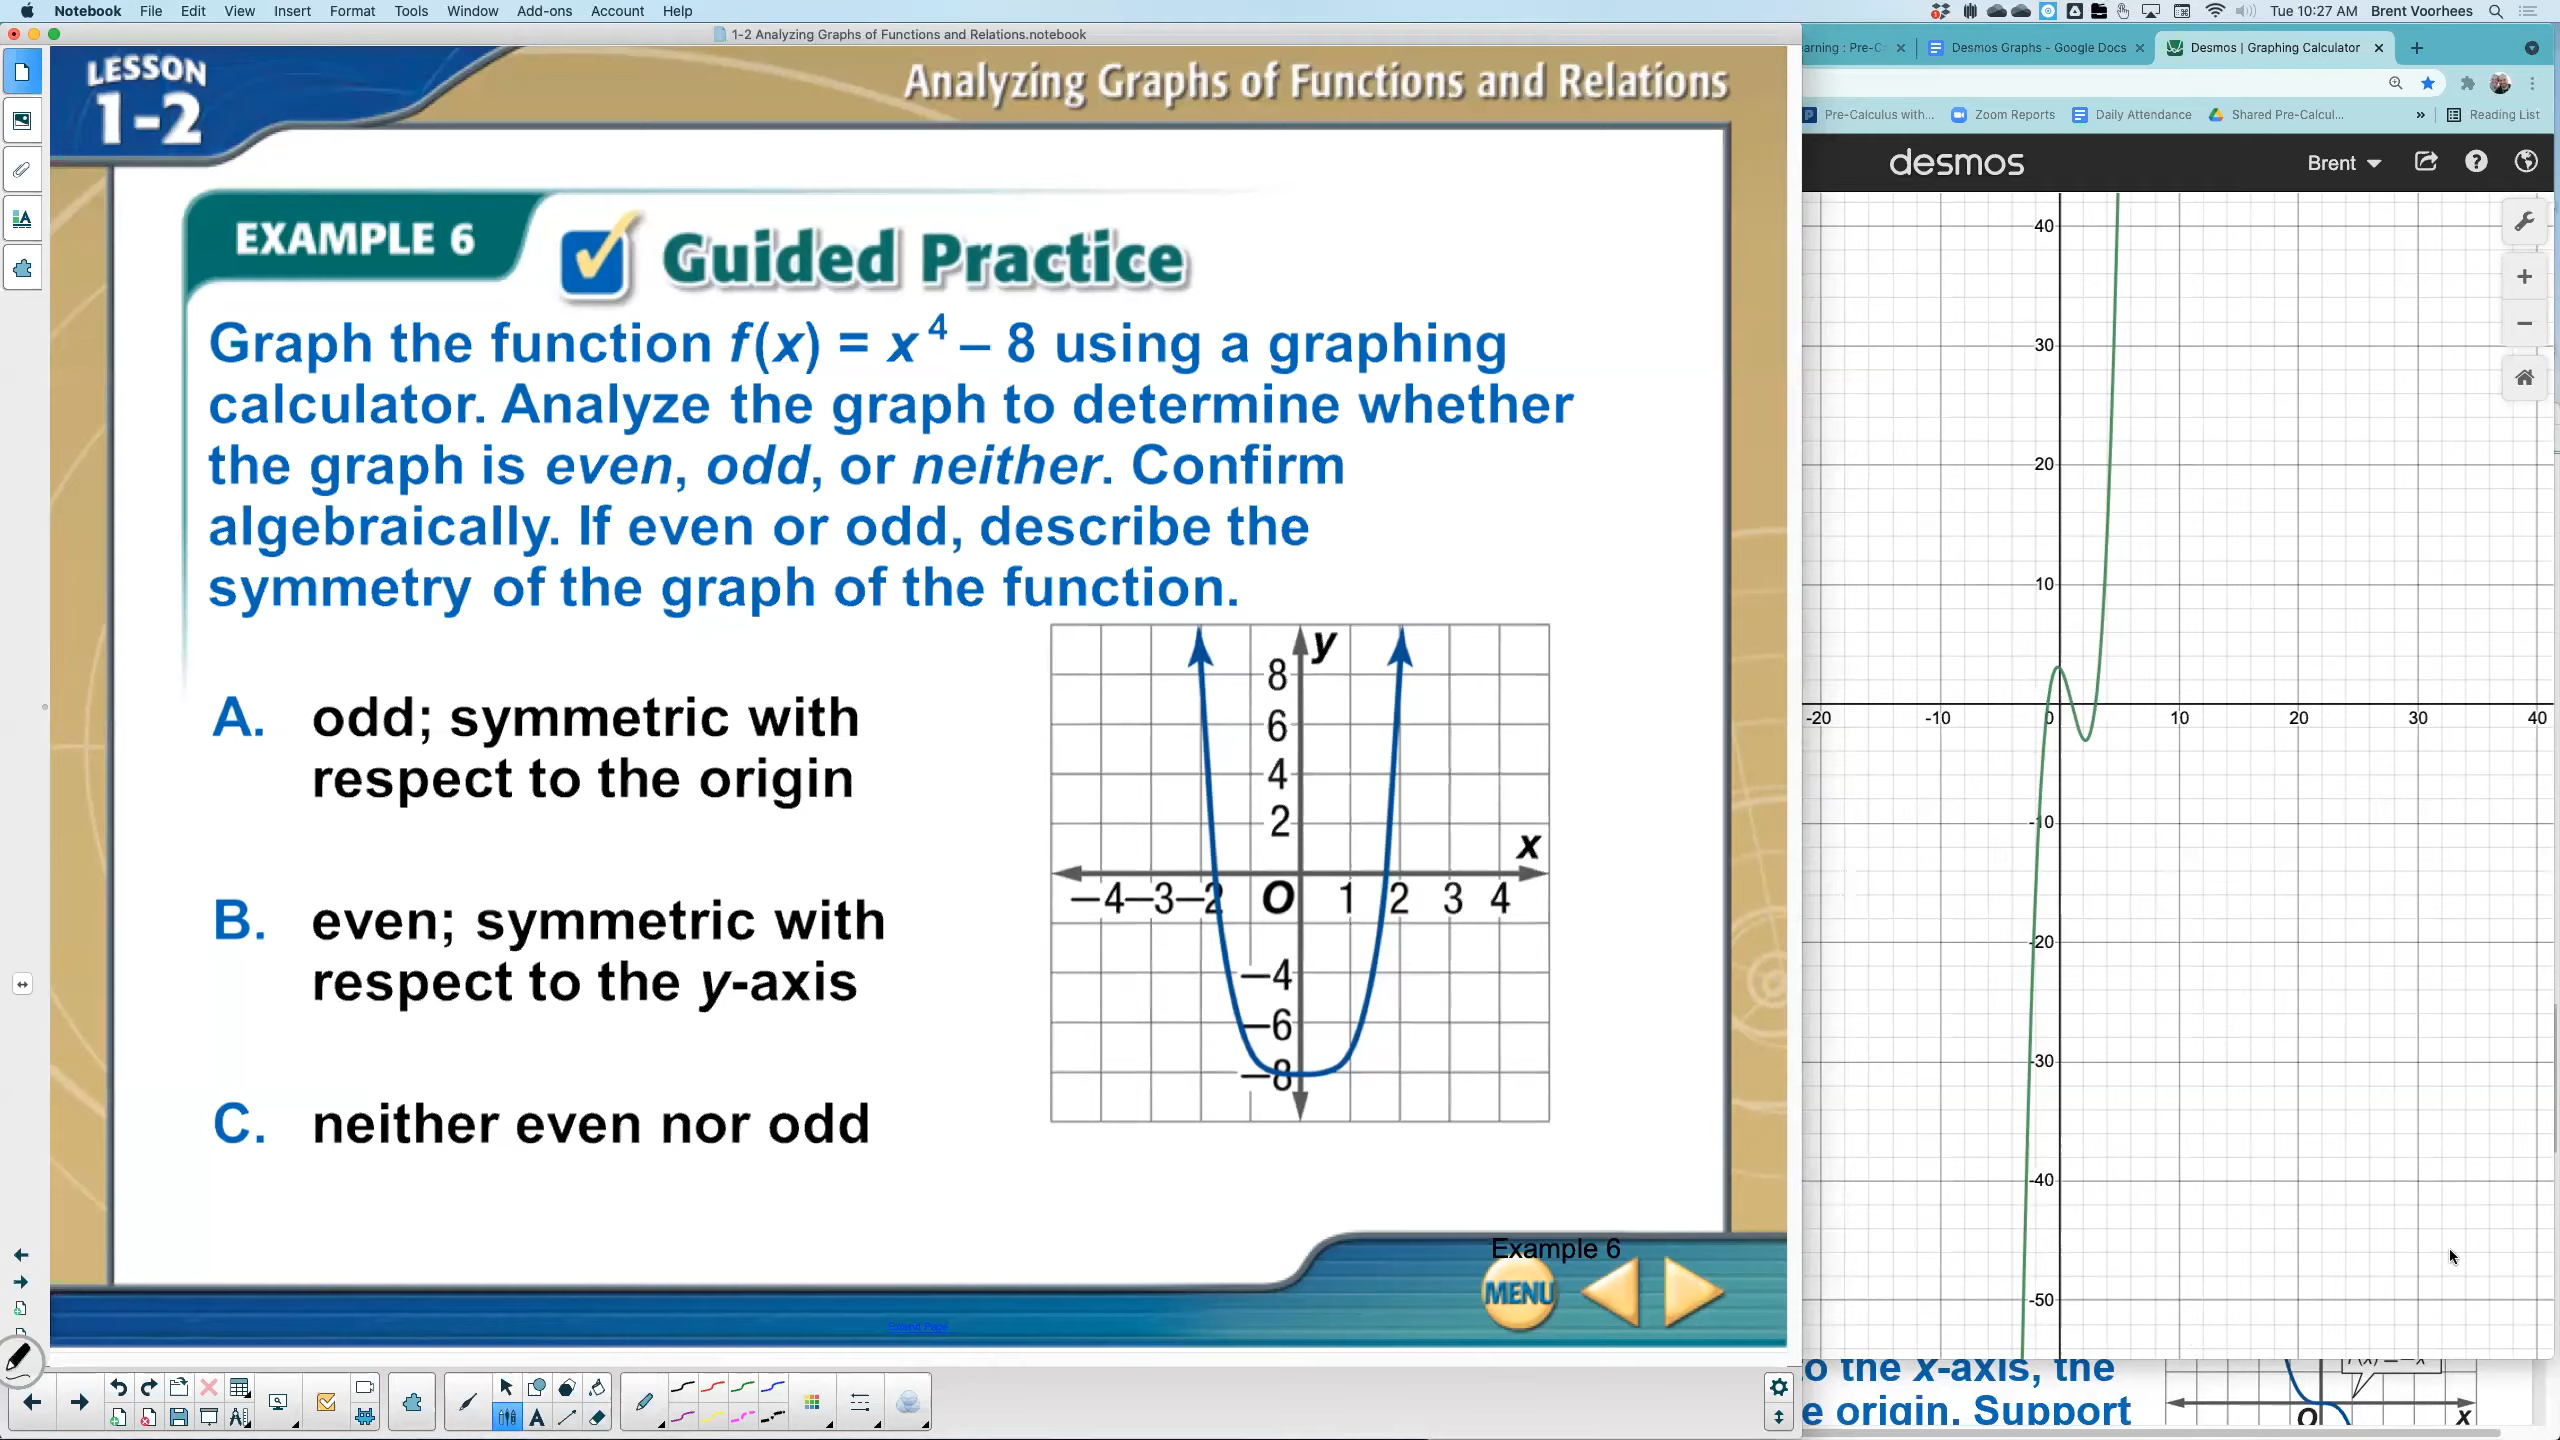 Notebook File Edit View Insert Format Tools Window Add-ons Account Help
Tue 10:27 AM Brent Voorhees
1-2 Analyzing Graphs of Functions and Relations.notebook
arning : Pre-C
Desmos Graphs - Google Docs
Desmos | Graphing Calculator
Pre-Calculus with...
Zoom Reports
Daily Attendance
Shared Pre-Calcul...
»
Reading List
desmos
Brent
LESSON
1-2
Analyzing Graphs of Functions and Relations
EXAMPLE 6
Guided Practice
Graph the function f(x) = x⁴ – 8 using a graphing
calculator. Analyze the graph to determine whether
the graph is even, odd, or neither. Confirm
algebraically. If even or odd, describe the
symmetry of the graph of the function.
A. odd; symmetric with
respect to the origin
B. even; symmetric with
respect to the y-axis
C. neither even nor odd
y
8
6
4
2
x
–4–3–2 O 1 2 3 4
–4
–6
–8
Example 6
MENU
40
30
20
10
-20 -10 0 10 20 30 40
-10
-20
-30
-40
-50
o the x-axis, the
e origin. Support
O x